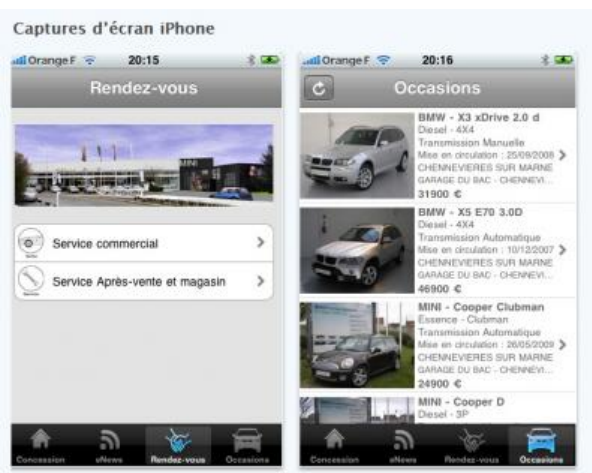 Captures d'écran iPhone
Orange F 20:15
Rendez-vous
MINI
Service commercial
Service Après-vente et magasin
Concession eNews Rendez-vous Occasions
Orange F 20:16
Occasions
BMW - X3 xDrive 2.0 d
Diesel - 4X4
Transmission Manuelle
Mise en circulation : 25/09/2008
CHENNEVIERES SUR MARNE
GARAGE DU BAC - CHENNEVI...
31900 €
BMW - X5 E70 3.0D
Diesel - 4X4
Transmission Automatique
Mise en circulation : 10/12/2007
CHENNEVIERES SUR MARNE
GARAGE DU BAC - CHENNEVI...
46900 €
MINI - Cooper Clubman
Essence - Clubman
Transmission Automatique
Mise en circulation : 26/05/2009
CHENNEVIERES SUR MARNE
GARAGE DU BAC - CHENNEVI...
24900 €
MINI - Cooper D
Diesel - 3P
Concession eNews Rendez-vous Occasions